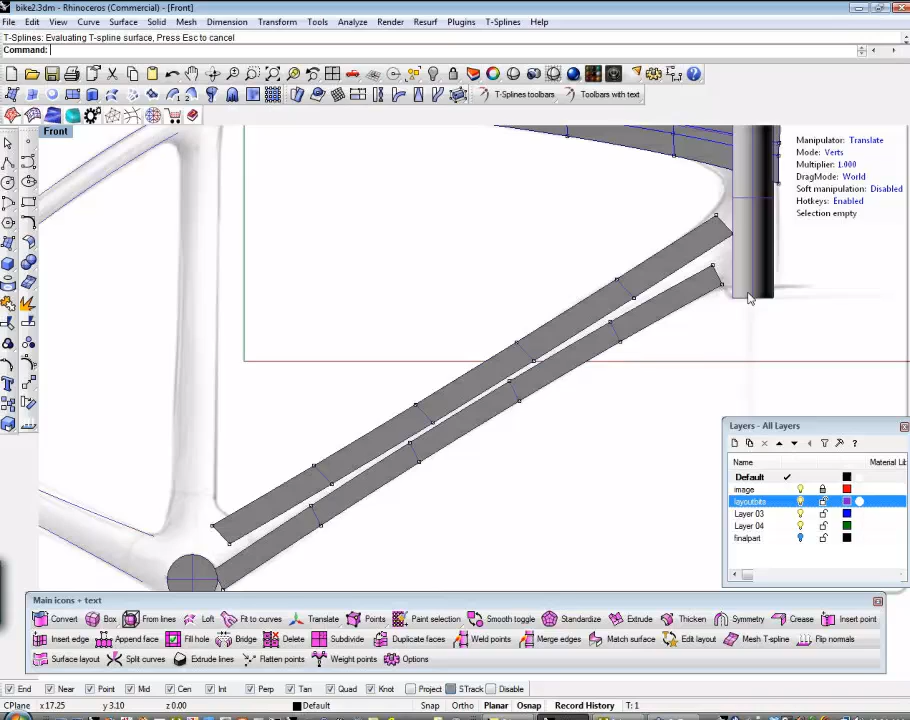 bike2.3dm - Rhinoceros (Commercial) - [Front]
File Edit View Curve Surface Solid Mesh Dimension Transform Tools Analyze Render Resurf Plugins T-Splines Help
T-Splines: Evaluating T-spline surface, Press Esc to cancel
Command:
T-Splines toolbars Toolbars with text
Front
Manipulator: Translate
Mode: Verts
Multiplier: 1.000
DragMode: World
Soft manipulation: Disabled
Hotkeys: Enabled
Selection empty
Layers - All Layers
Name Material Lib
Default
image
layoutbits
Layer 03
Layer 04
finalpart
Main icons + text
Convert Box From lines Loft Fit to curves Translate Points Paint selection Smooth toggle Standardize Extrude Thicken Symmetry Crease Insert point
Insert edge Append face Fill hole Bridge Delete Subdivide Duplicate faces Weld points Merge edges Match surface Edit layout Mesh T-spline Flip normals
Surface layout Split curves Extrude lines Flatten points Weight points Options
End Near Point Mid Cen Int Perp Tan Quad Knot Project STrack Disable
CPlane x 17.25 y 3.10 z 0.00 Default Snap Ortho Planar Osnap Record History T: 1